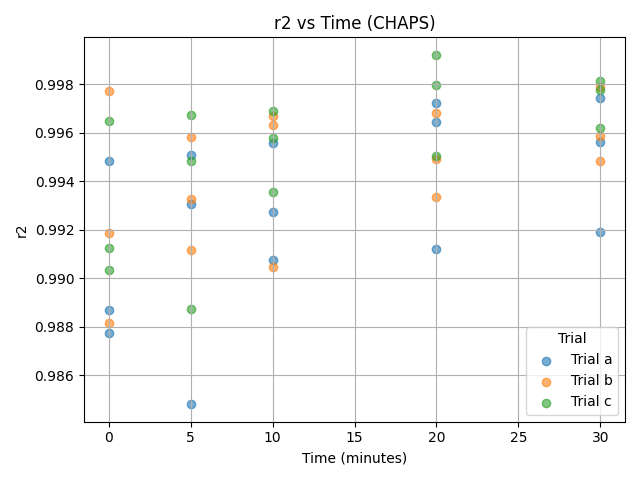 r2 vs Time (CHAPS)
r2
0.998
0.996
0.994
0.992
0.990
0.988
0.986
0
5
10
15
20
25
30
Time (minutes)
Trial
Trial a
Trial b
Trial c